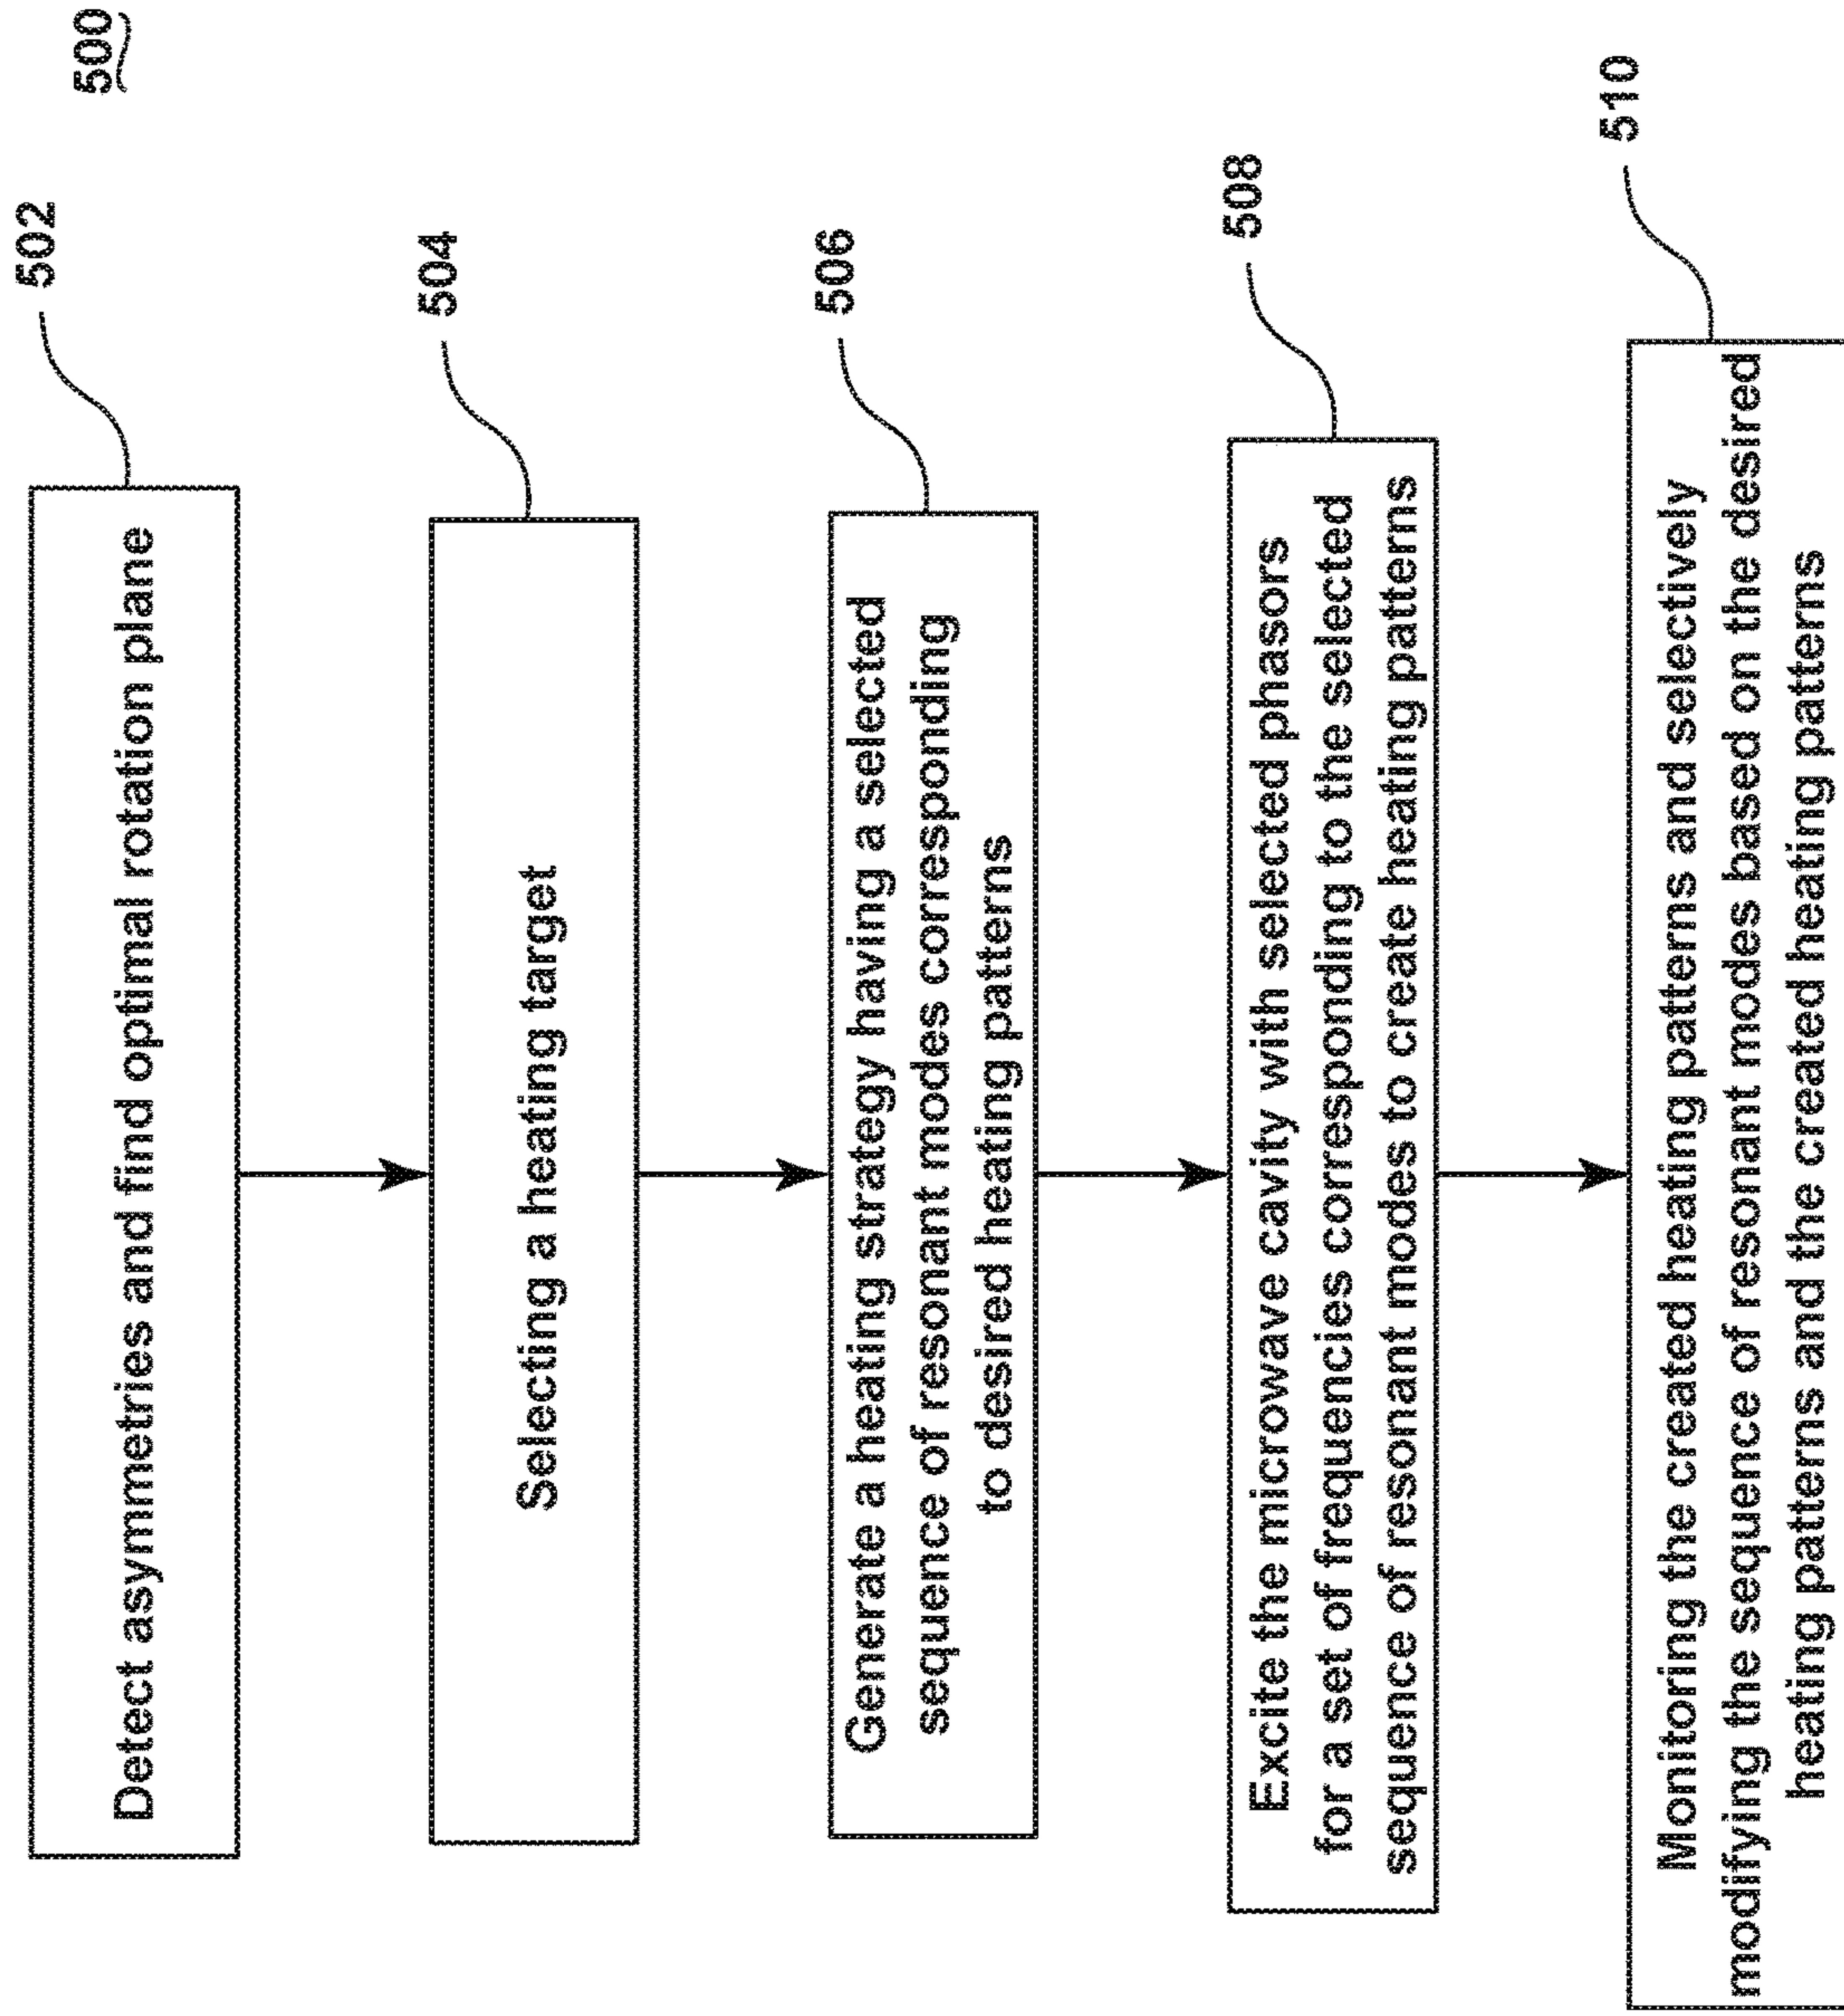 500
502
Detect asymmetries and find optimal rotation plane
504
Selecting a heating target
506
Generate a heating strategy having a selected
sequence of resonant modes corresponding
to desired heating patterns
508
Excite the microwave cavity with selected phasors
for a set of frequencies corresponding to the selected
sequence of resonant modes to create heating patterns
510
Monitoring the created heating patterns and selectively
modifying the sequence of resonant modes based on the desired
heating patterns and the created heating patterns